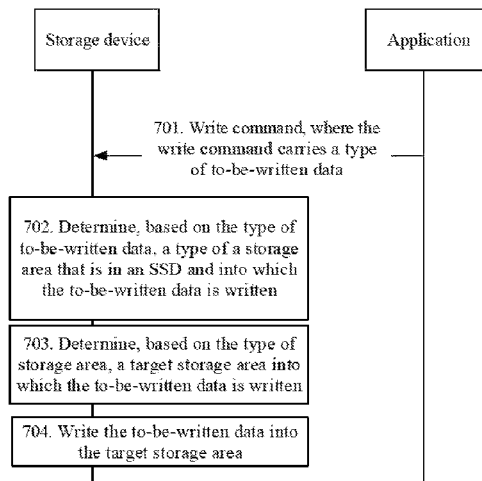 Storage device
Application
701. Write command, where the
write command carries a type
of to-be-written data
702. Determine, based on the type of
to-be-written data, a type of a storage
area that is in an SSD and into which
the to-be-written data is written
703. Determine, based on the type of
storage area, a target storage area into
which the to-be-written data is written
704. Write the to-be-written data into
the target storage area